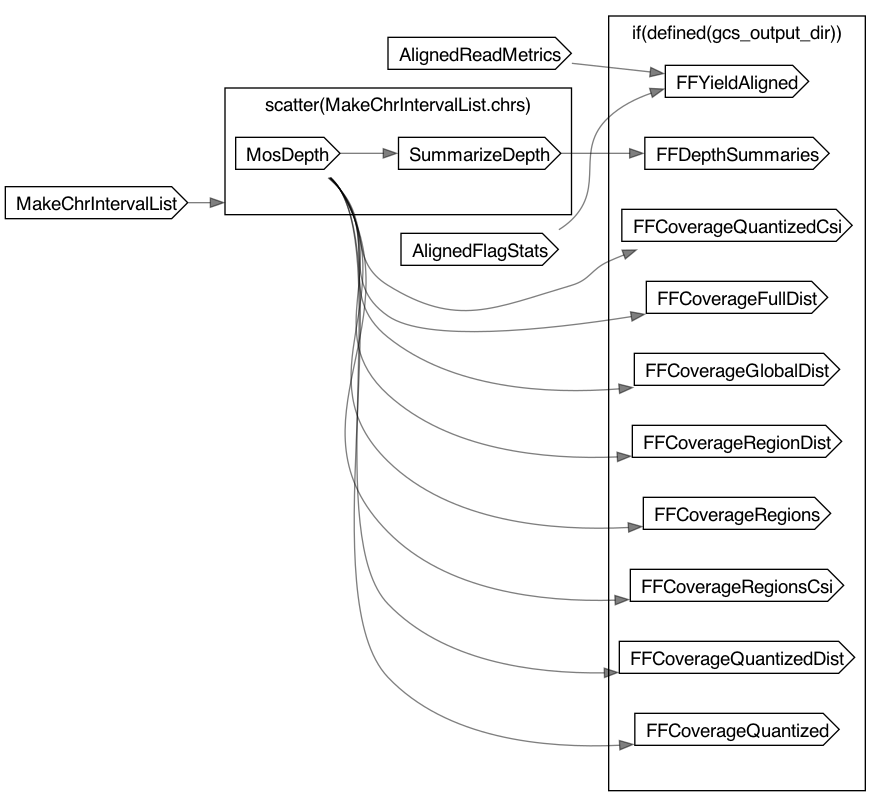 if(defined(gcs_output_dir))
AlignedReadMetrics
FFYieldAligned
scatter(MakeChrIntervalList.chrs)
MosDepth
SummarizeDepth
FFDepthSummaries
MakeChrIntervalList
FFCoverageQuantizedCsi
AlignedFlagStats
FFCoverageFullDist
FFCoverageGlobalDist
FFCoverageRegionDist
FFCoverageRegions
FFCoverageRegionsCsi
FFCoverageQuantizedDist
FFCoverageQuantized